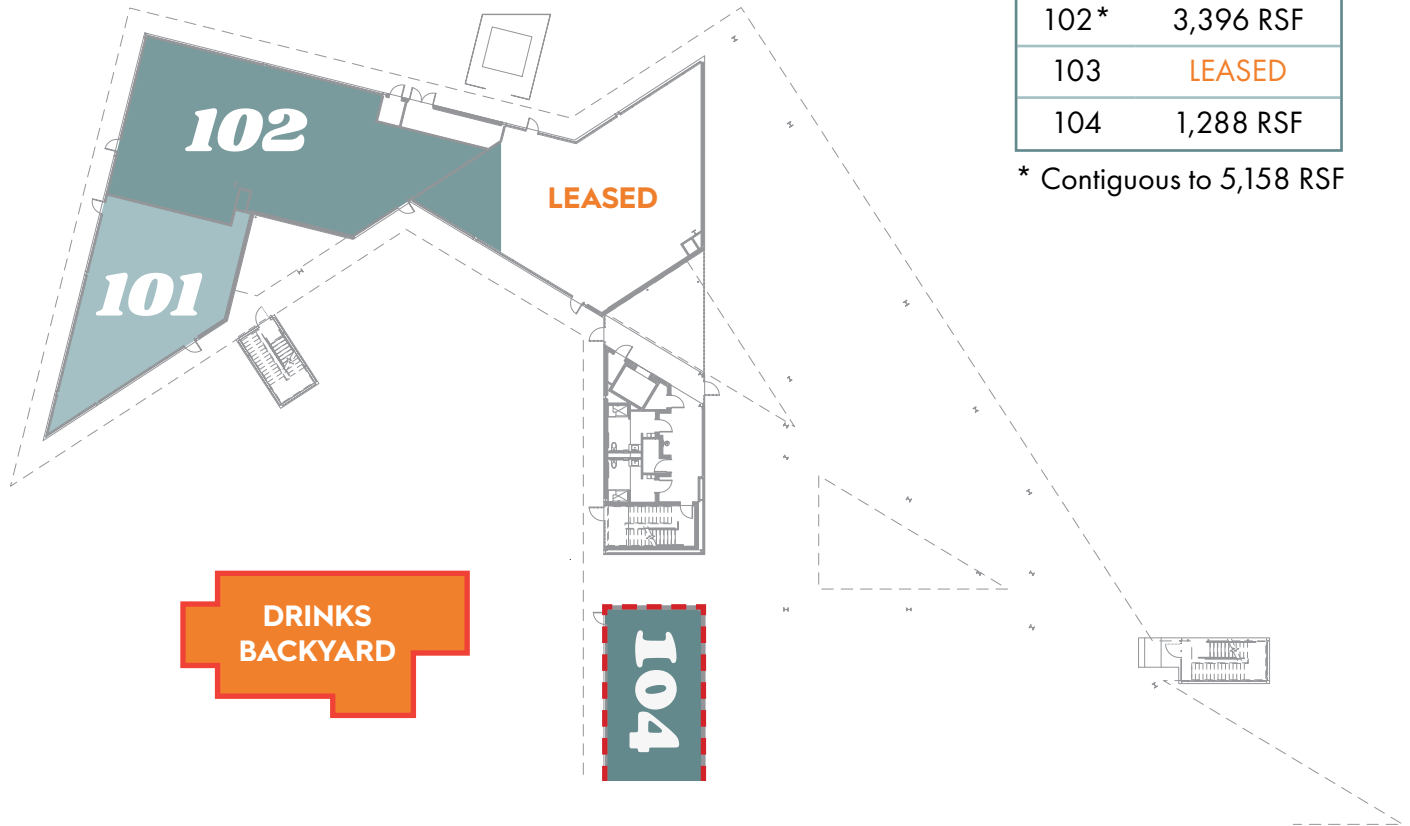 102* 3,396 RSF
103 LEASED
104 1,288 RSF
* Contiguous to 5,158 RSF
102
LEASED
101
DRINKS
BACKYARD
104